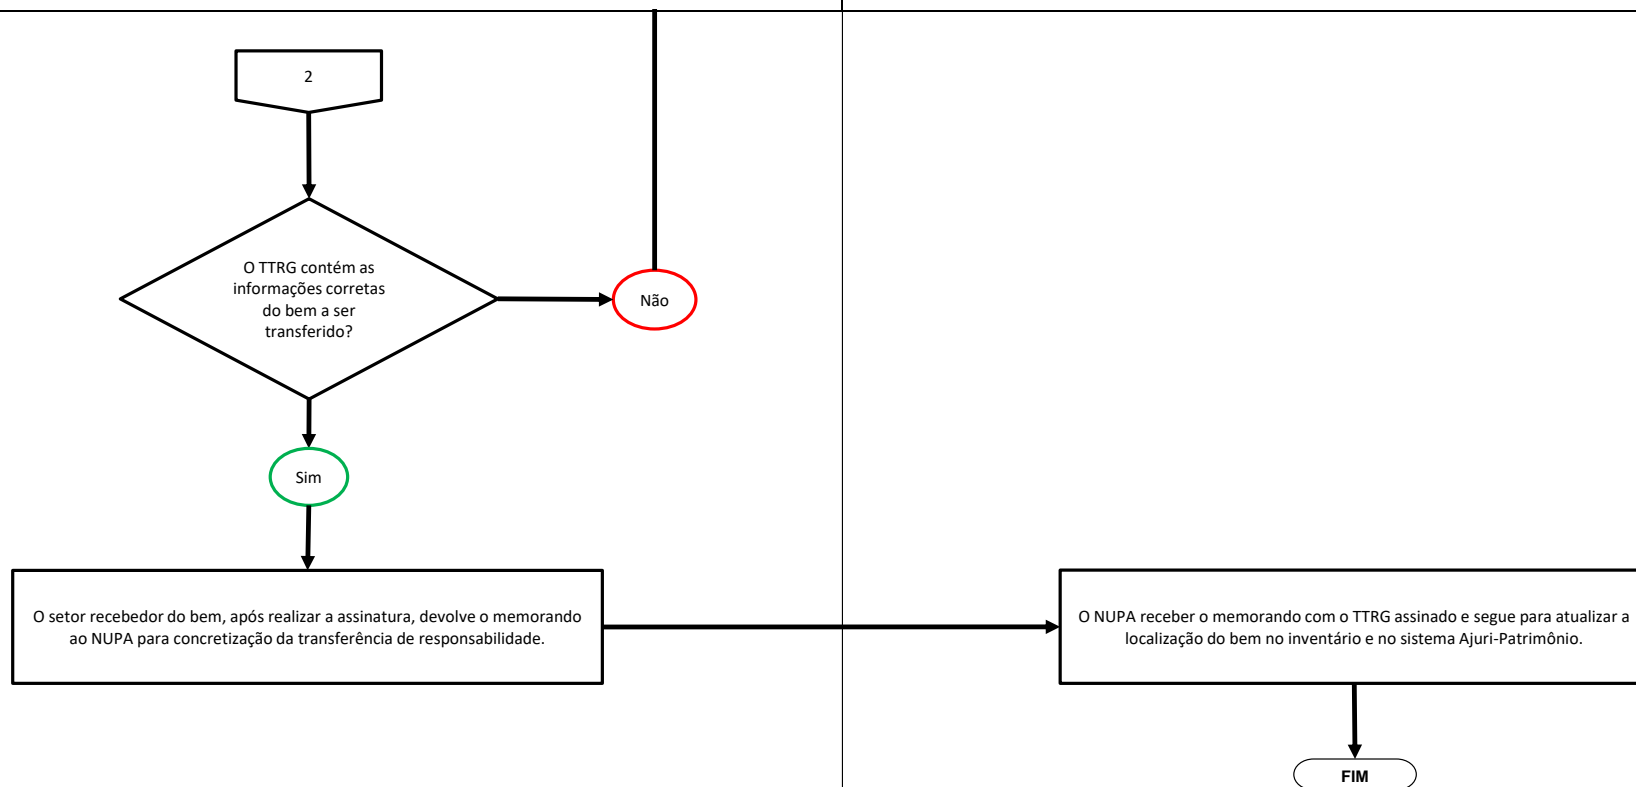 2
O TTRG contém as
informações corretas
do bem a ser
transferido?
Não
Sim
O setor recebedor do bem, após realizar a assinatura, devolve o memorando
ao NUPA para concretização da transferência de responsabilidade.
O NUPA receber o memorando com o TTRG assinado e segue para atualizar a
localização do bem no inventário e no sistema Ajuri-Patrimônio.
FIM